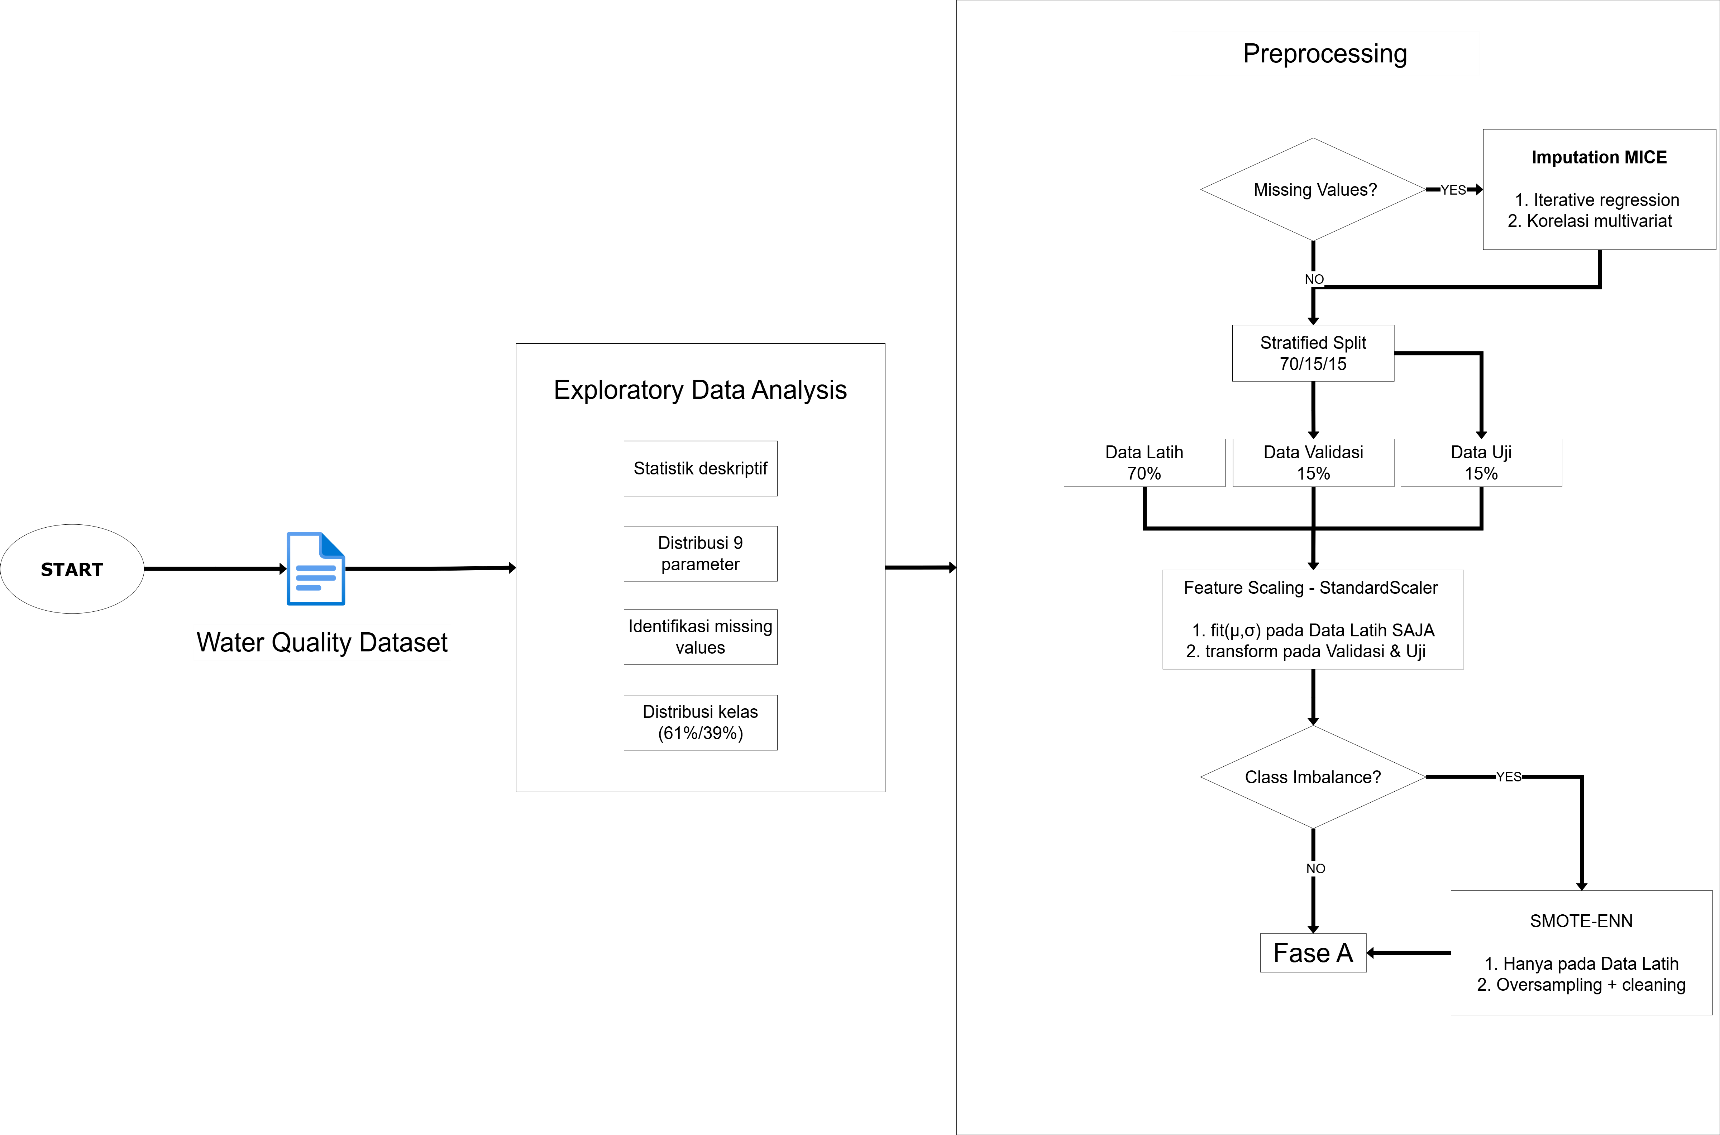 START
Water Quality Dataset
Exploratory Data Analysis
Statistik deskriptif
Distribusi 9
parameter
Identifikasi missing
values
Distribusi kelas
(61%/39%)
Preprocessing
Missing Values?
YES
Imputation MICE
1. Iterative regression
2. Korelasi multivariat
NO
Stratified Split
70/15/15
Data Latih
70%
Data Validasi
15%
Data Uji
15%
Feature Scaling - StandardScaler
1. fit(μ,σ) pada Data Latih SAJA
2. transform pada Validasi & Uji
Class Imbalance?
YES
NO
SMOTE-ENN
1. Hanya pada Data Latih
2. Oversampling + cleaning
Fase A